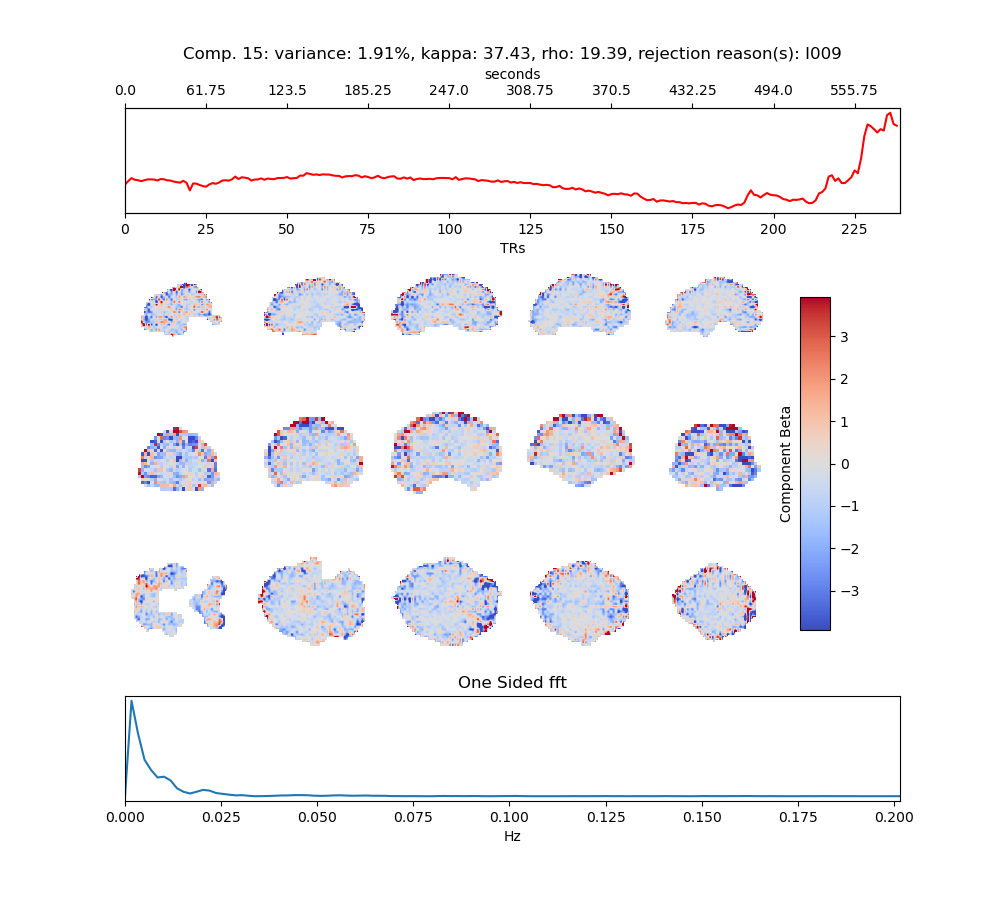 Comp. 15: variance: 1.91%, kappa: 37.43, rho: 19.39, rejection reason(s): I009
seconds
0.0 61.75 123.5 185.25 247.0 308.75 370.5 432.25 494.0 555.75
0 25 50 75 100 125 150 175 200 225
TRs
3
2
1
0
−1
−2
−3
Component Beta
One Sided fft
0.000 0.025 0.050 0.075 0.100 0.125 0.150 0.175 0.200
Hz